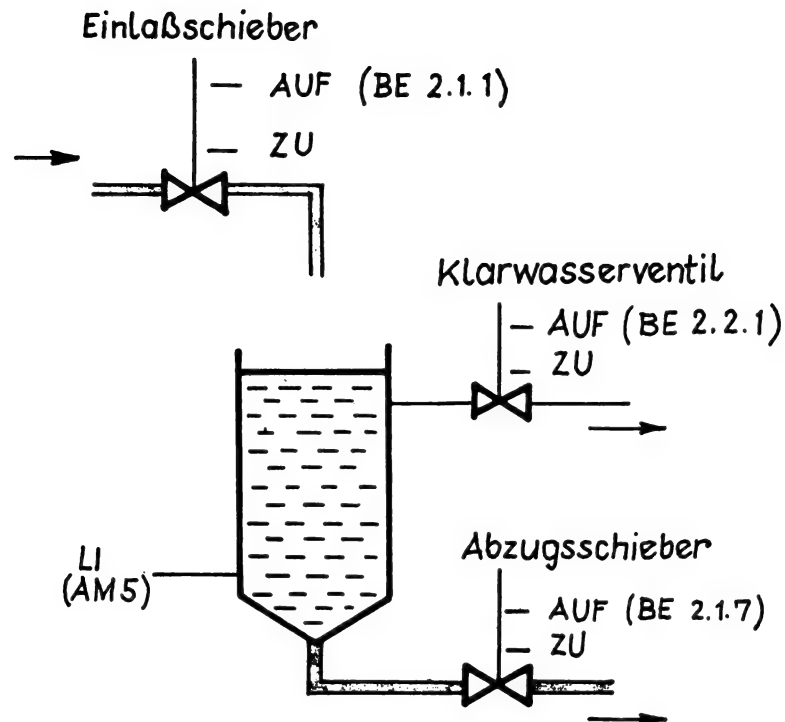 Einlaßschieber
AUF (BE 2.1.1)
ZU
Klarwasserventil
AUF (BE 2.2.1)
ZU
Abzugsschieber
LI
(AM5)
AUF (BE 2.1.7)
ZU